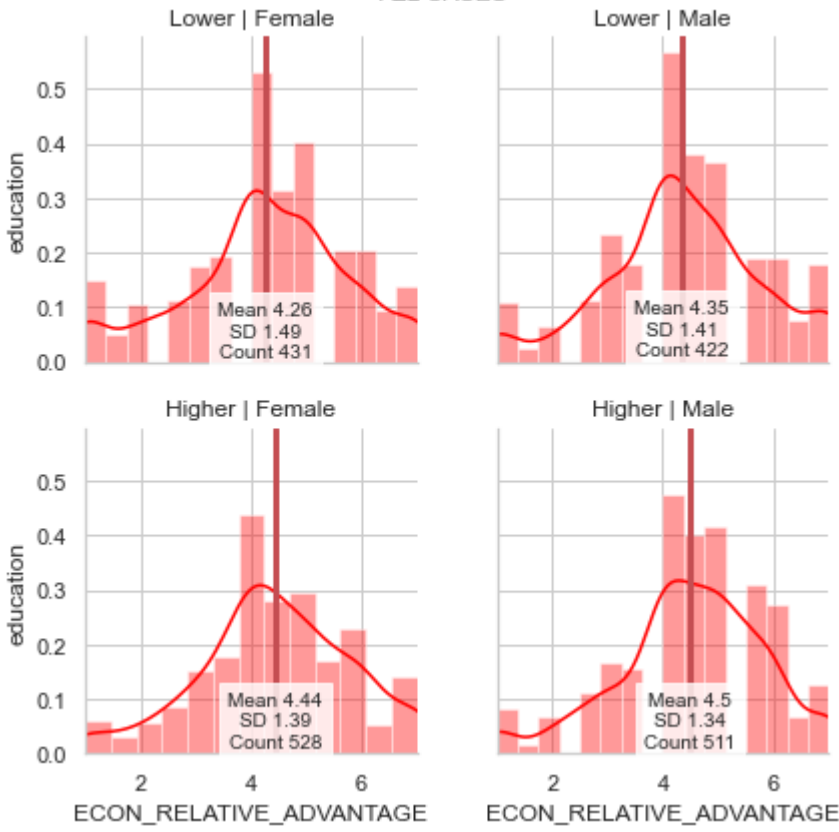 Lower | Female
Lower | Male
education
0.5
0.4
0.3
0.2
0.1
0.0
Mean 4.26
SD 1.49
Count 431
Mean 4.35
SD 1.41
Count 422
Higher | Female
Higher | Male
education
0.5
0.4
0.3
0.2
0.1
0.0
Mean 4.44
SD 1.39
Count 528
Mean 4.5
SD 1.34
Count 511
2 4 6
2 4 6
ECON_RELATIVE_ADVANTAGE
ECON_RELATIVE_ADVANTAGE